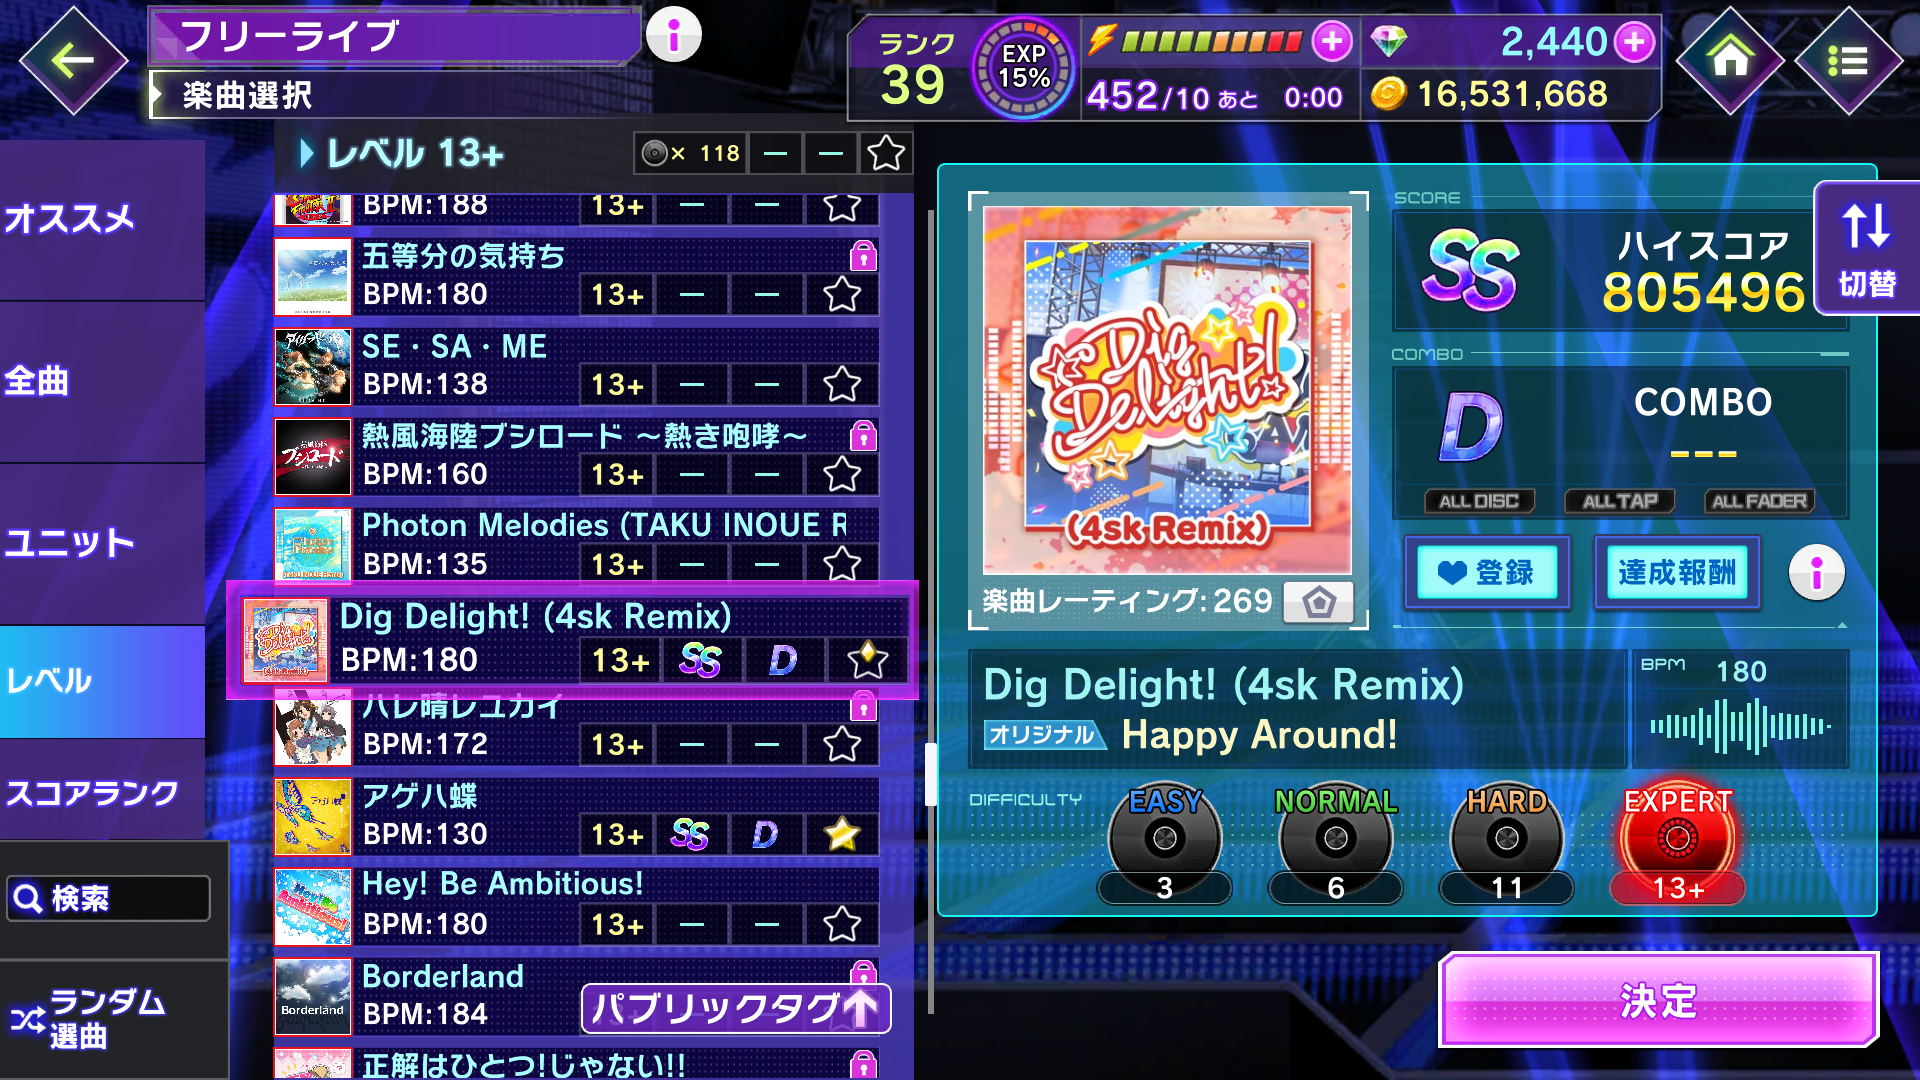 フリーライブ
楽曲選択
ランク
39
EXP
15%
452/10 あと 0:00
2,440
16,531,668
オススメ
全曲
ユニット
レベル
スコアランク
検索
ランダム
選曲
レベル 13+
× 118
BPM:188 13+
五等分の気持ち
BPM:180 13+
SE・SA・ME
BPM:138 13+
熱風海陸ブシロード ～熱き咆哮～
BPM:160 13+
Photon Melodies (TAKU INOUE R
BPM:135 13+
Dig Delight! (4sk Remix)
BPM:180 13+ SS D
ハレ晴レユカイ
BPM:172 13+
アゲハ蝶
BPM:130 13+ SS D
Hey! Be Ambitious!
BPM:180 13+
Borderland
Borderland
BPM:184
パブリックタグ
正解はひとつ!じゃない!!
Dig
Delight!
(4sk Remix)
楽曲レーティング:269
SCORE
SS
ハイスコア
805496
切替
COMBO
D
COMBO
---
ALL DISC ALL TAP ALL FADER
登録
達成報酬
Dig Delight! (4sk Remix)
オリジナル Happy Around!
BPM 180
DIFFICULTY
EASY NORMAL HARD EXPERT
3 6 11 13+
決定